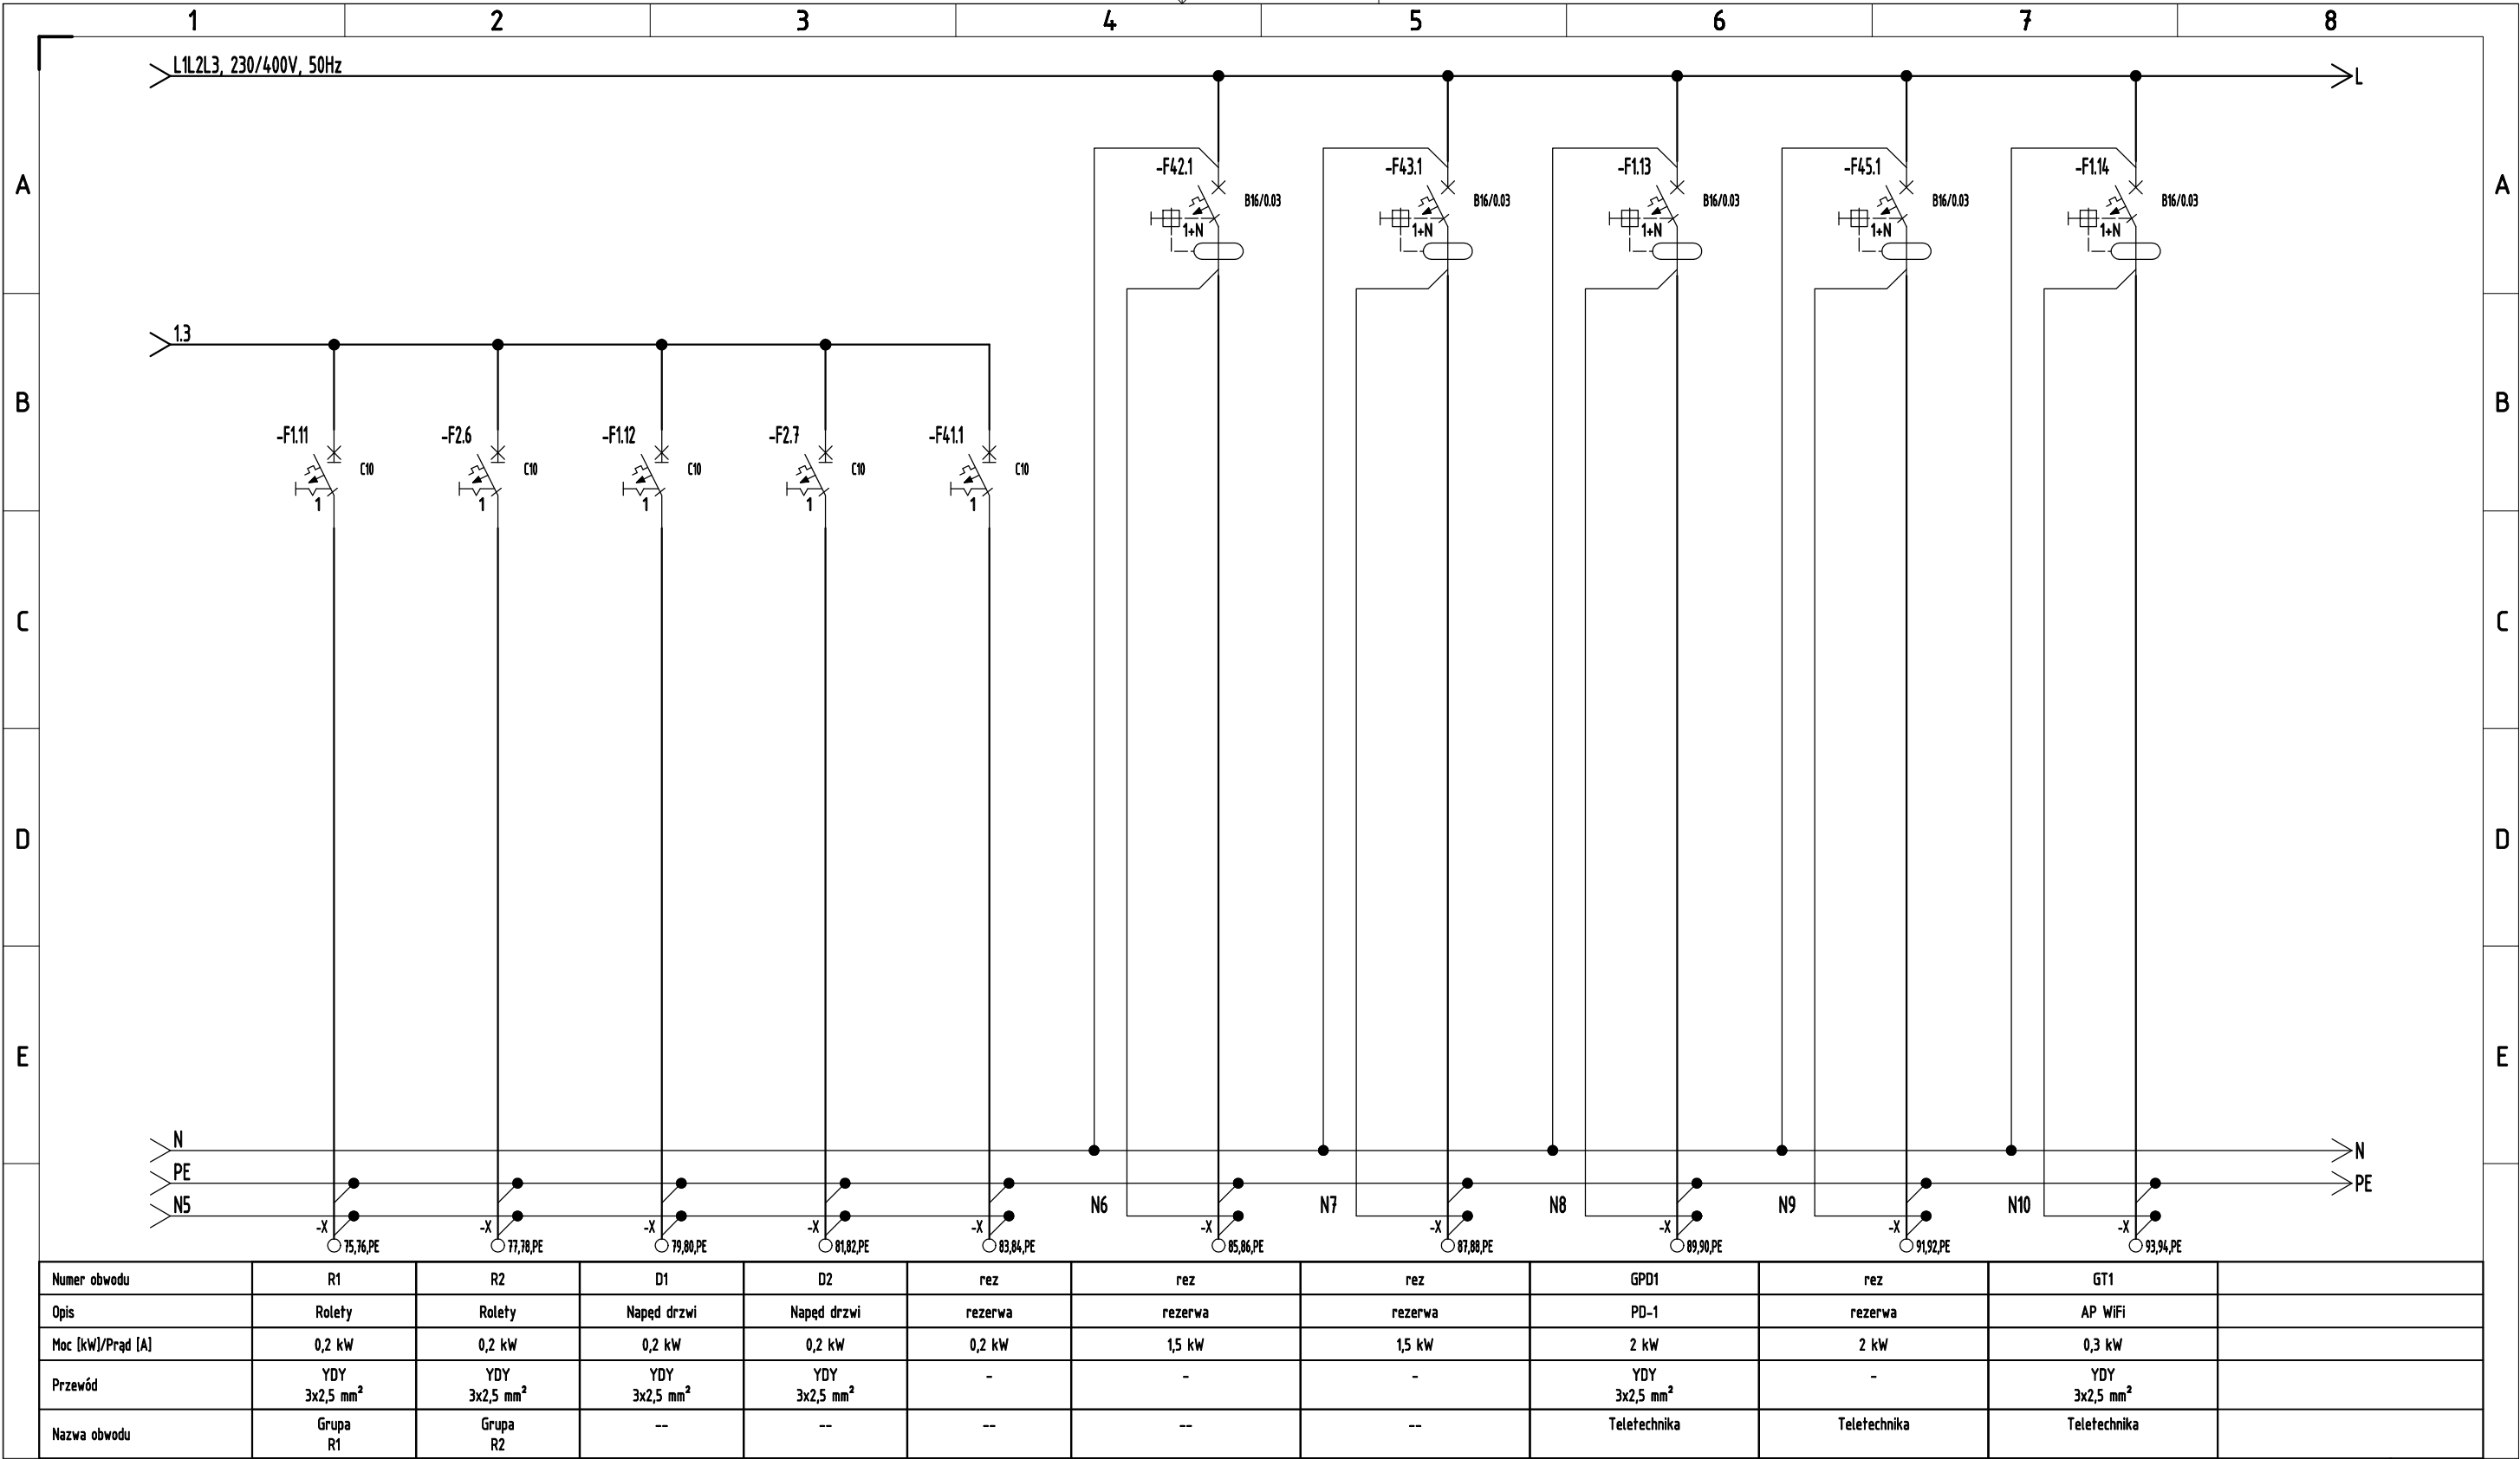 1 2 3 4 5 6 7 8
L1L2L3, 230/400V, 50Hz L
A A
-F42.1 -F43.1 -F1.13 -F45.1 -F1.14
B16/0.03 B16/0.03 B16/0.03 B16/0.03 B16/0.03
1+N 1+N 1+N 1+N 1+N
1.3
B B
-F1.11 -F2.6 -F1.12 -F2.7 -F41.1
C10 C10 C10 C10 C10
1 1 1 1 1
C C
D D
E E
N N
PE PE
N5 N6 N7 N8 N9 N10
-X -X -X -X -X -X -X -X -X -X
75,76,PE 77,78,PE 79,80,PE 81,82,PE 83,84,PE 85,86,PE 87,88,PE 89,90,PE 91,92,PE 93,94,PE
Numer obwodu R1 R2 D1 D2 rez rez rez GPD1 rez GT1
Opis Rolety Rolety Napęd drzwi Napęd drzwi rezerwa rezerwa rezerwa PD-1 rezerwa AP WiFi
Moc [kW]/Prąd [A] 0,2 kW 0,2 kW 0,2 kW 0,2 kW 0,2 kW 1,5 kW 1,5 kW 2 kW 2 kW 0,3 kW
Przewód YDY YDY YDY YDY - - - YDY - YDY
3x2,5 mm² 3x2,5 mm² 3x2,5 mm² 3x2,5 mm² 3x2,5 mm² 3x2,5 mm²
Nazwa obwodu Grupa Grupa -- -- -- -- -- Teletechnika Teletechnika Teletechnika
R1 R2